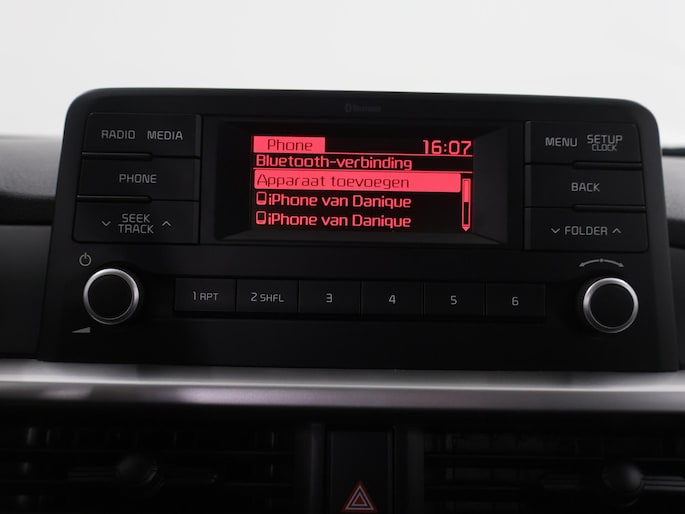 Bluetooth
RADIO MEDIA
PHONE
SEEK
TRACK
Phone 16:07
Bluetooth-verbinding
Apparaat toevoegen
iPhone van Danique
iPhone van Danique
MENU SETUP
CLOCK
BACK
FOLDER
1 RPT 2 SHFL 3 4 5 6